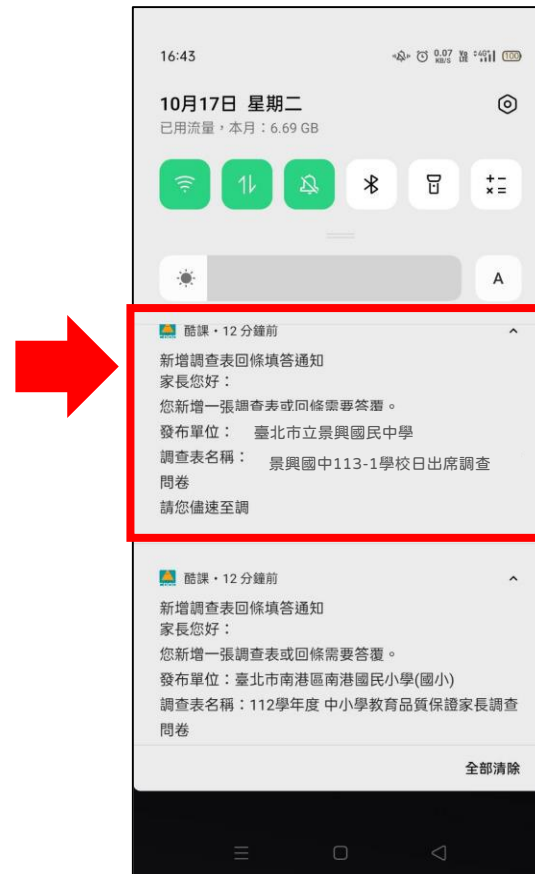 16:43
0.07 KB/S
100
10月17日 星期二
已用流量，本月：6.69 GB
A
酷課・12 分鐘前
新增調查表回條填答通知
家長您好：
您新增一張調查表或回條需要答覆。
發布單位： 臺北市立景興國民中學
調查表名稱： 景興國中113-1學校日出席調查
問卷
請您儘速至調
酷課・12 分鐘前
新增調查表回條填答通知
家長您好：
您新增一張調查表或回條需要答覆。
發布單位：臺北市南港區南港國民小學(國小)
調查表名稱：112學年度 中小學教育品質保證家長調查
問卷
全部清除